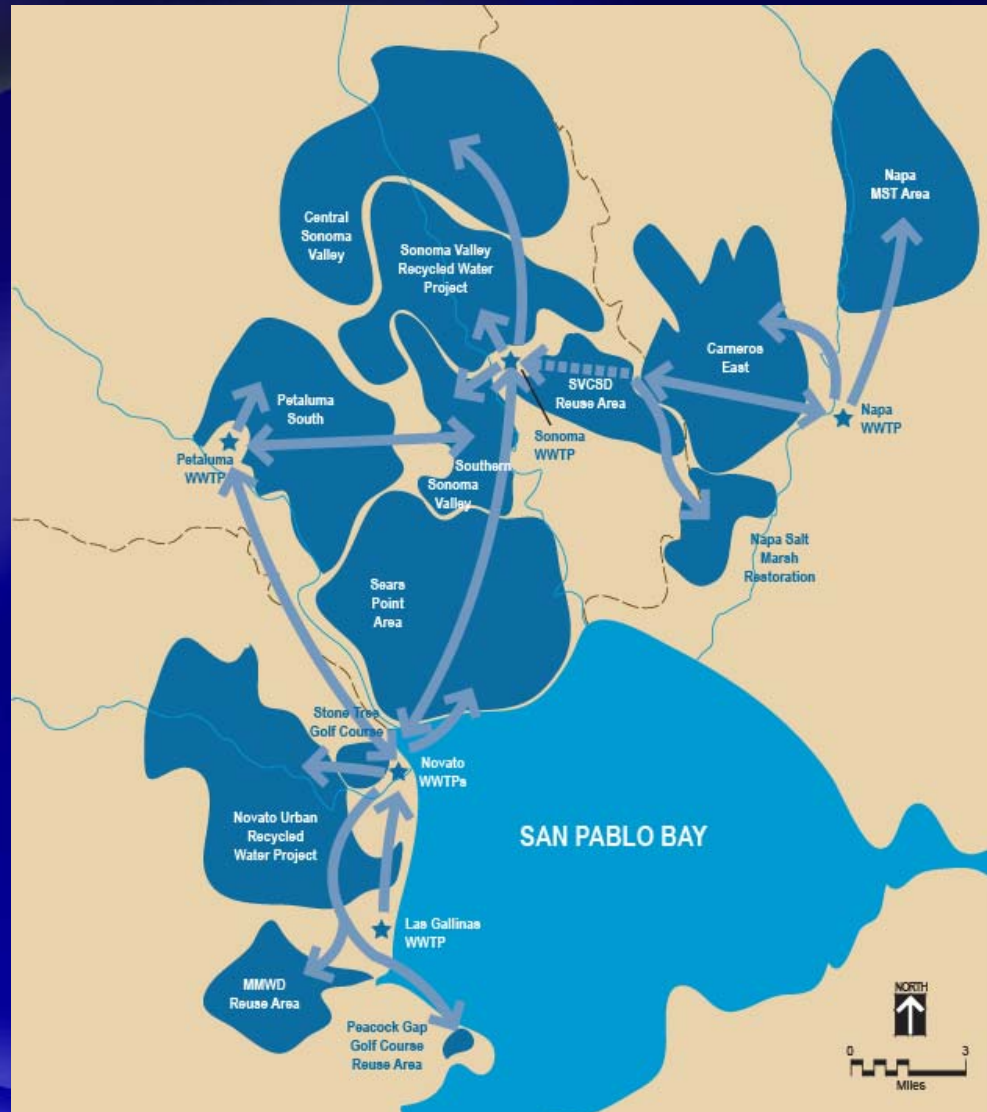 Napa
MST Area
Central
Sonoma
Valley
Sonoma Valley
Recycled Water
Project
Carneros
East
SVCSD
Reuse Area
Napa
WWTP
Petaluma
South
Petaluma
WWTP
Sonoma
WWTP
Southern
Sonoma
Valley
Napa Salt
Marsh
Restoration
Sears
Point
Area
Stone Tree
Golf Course
Novato
WWTPs
Novato Urban
Recycled
Water Project
SAN PABLO BAY
Las Gallinas
WWTP
MMWD
Reuse Area
Peacock Gap
Golf Course
Reuse Area
NORTH
0 3
Miles